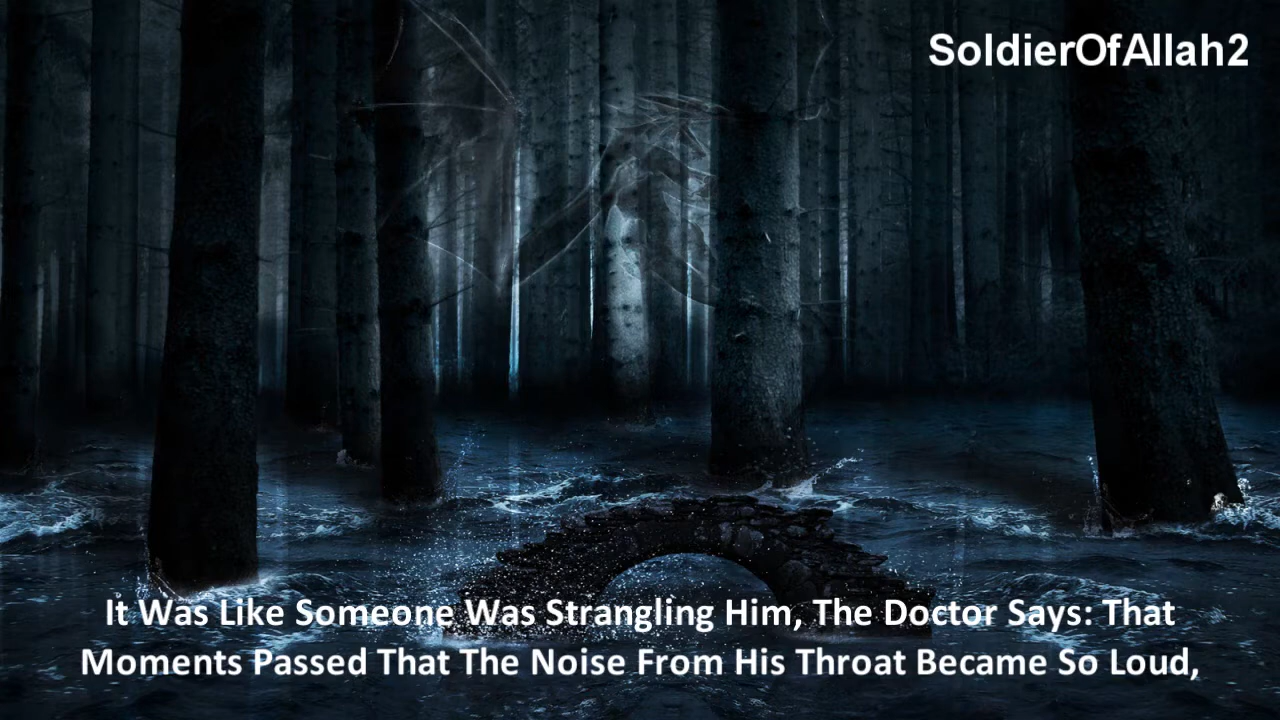 SoldierOfAllah2
It Was Like Someone Was Strangling Him, The Doctor Says: That
Moments Passed That The Noise From His Throat Became So Loud,